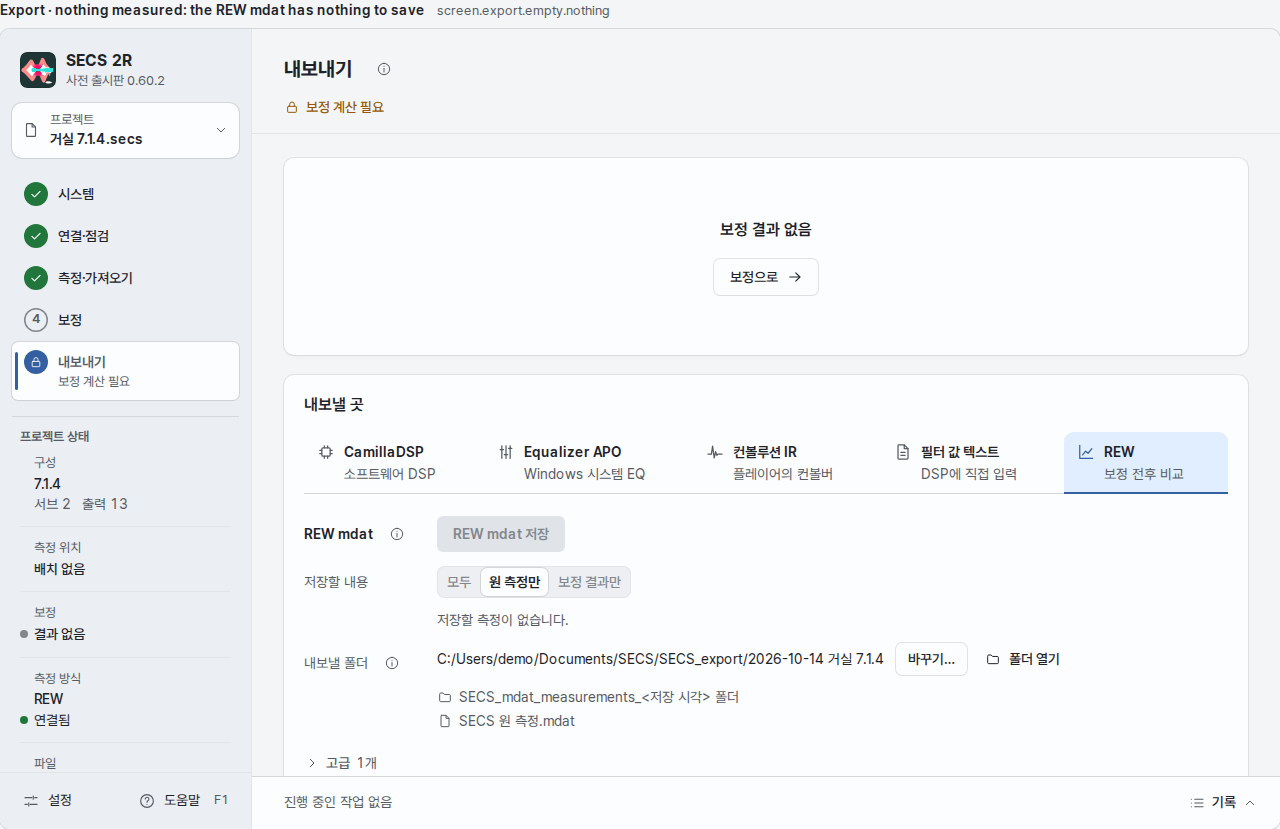 Export · nothing measured: the REW mdat has nothing to save screen.export.empty.nothing
SECS 2R
사전 출시판 0.60.2
프로젝트
거실 7.1.4.secs
시스템
연결·점검
측정·가져오기
4 보정
내보내기
보정 계산 필요
프로젝트 상태
구성
7.1.4
서브 2 출력 13
측정 위치
배치 없음
보정
결과 없음
측정 방식
REW
연결됨
파일
설정
도움말 F1
내보내기
보정 계산 필요
보정 결과 없음
보정으로
내보낼 곳
CamillaDSP
소프트웨어 DSP
Equalizer APO
Windows 시스템 EQ
컨볼루션 IR
플레이어의 컨볼버
필터 값 텍스트
DSP에 직접 입력
REW
보정 전후 비교
REW mdat
REW mdat 저장
저장할 내용
모두 원 측정만 보정 결과만
저장할 측정이 없습니다.
내보낼 폴더
C:/Users/demo/Documents/SECS/SECS_export/2026-10-14 거실 7.1.4
바꾸기...
폴더 열기
SECS_mdat_measurements_<저장 시각> 폴더
SECS 원 측정.mdat
고급 1개
진행 중인 작업 없음
기록